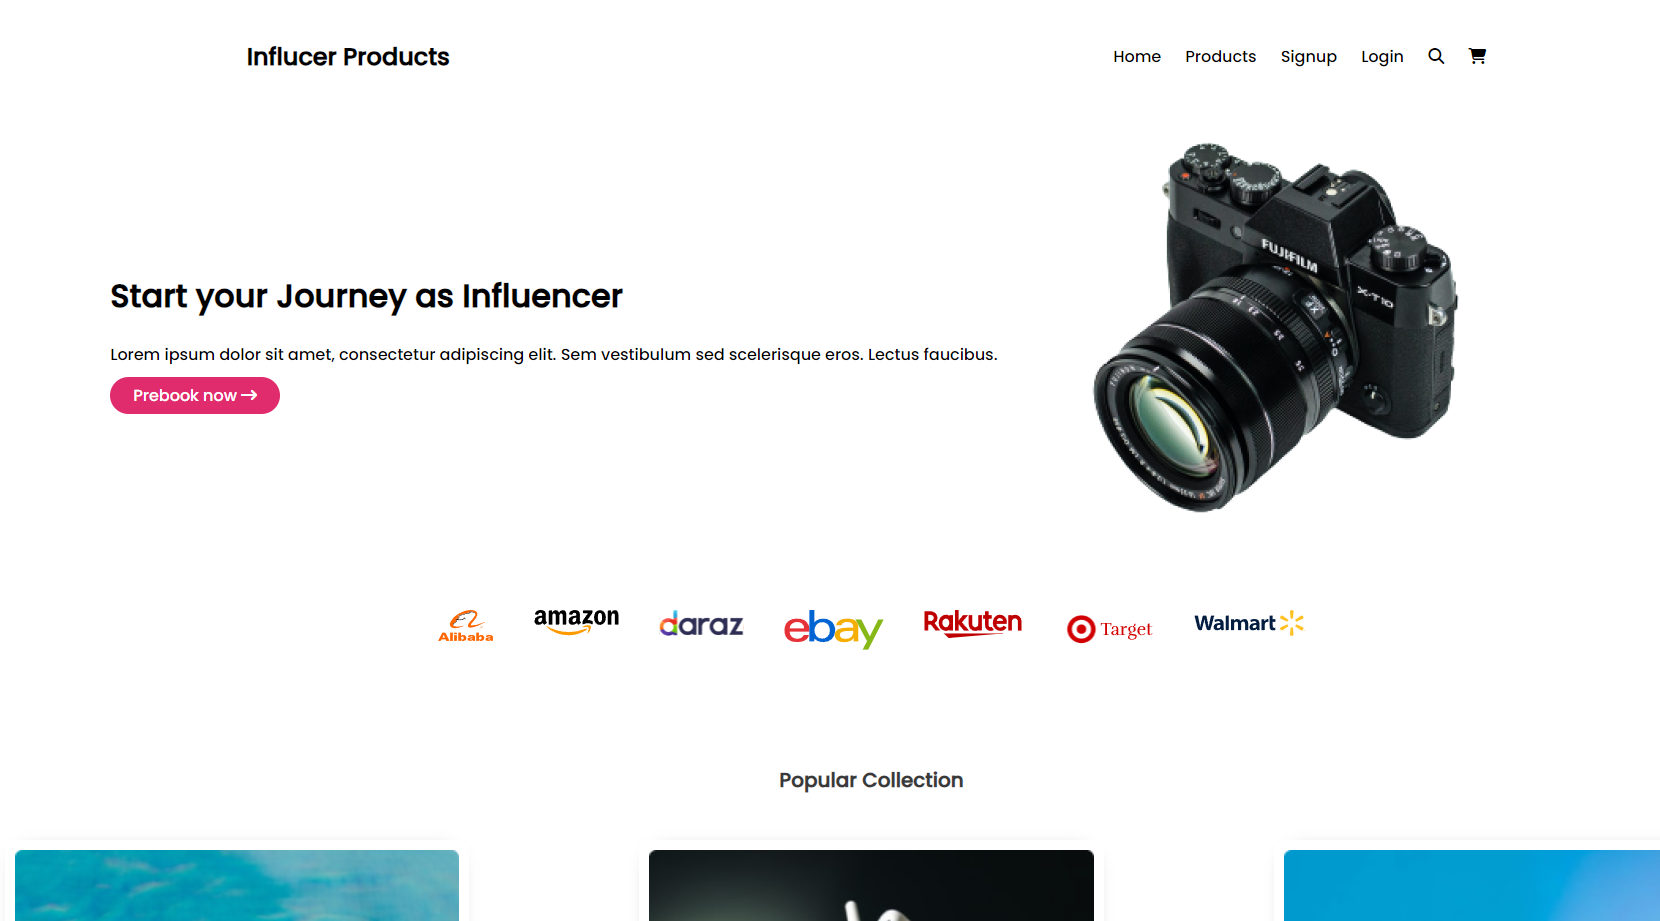 Influcer Products
Home Products Signup Login
FUJIFILM
X-T10
Start your Journey as Influencer
Lorem ipsum dolor sit amet, consectetur adipiscing elit. Sem vestibulum sed scelerisque eros. Lectus faucibus.
Prebook now
Alibaba amazon daraz ebay Rakuten Target Walmart
Popular Collection